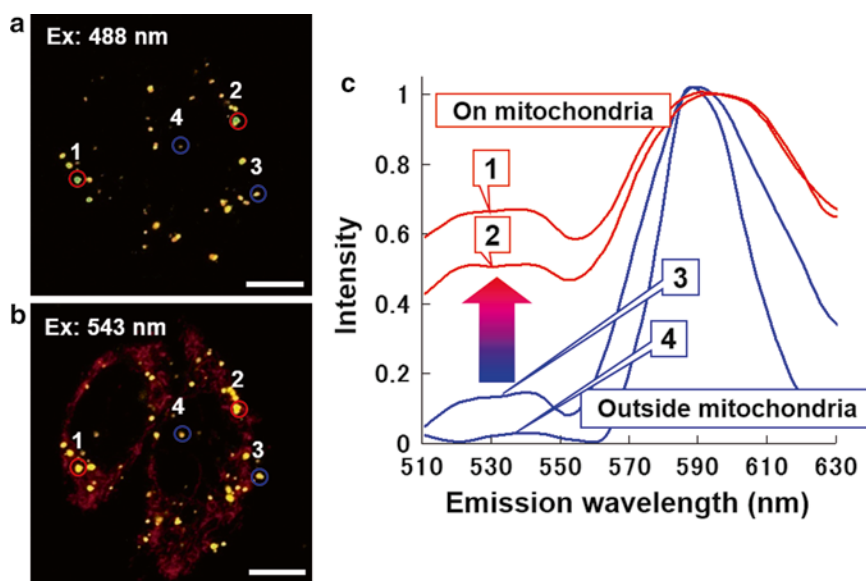 a
Ex: 488 nm
1
2
3
4
b
Ex: 543 nm
1
2
3
4
c
Intensity
1
0.8
0.6
0.4
0.2
0
On mitochondria
1
2
3
4
Outside mitochondria
510 530 550 570 590 610 630
Emission wavelength (nm)